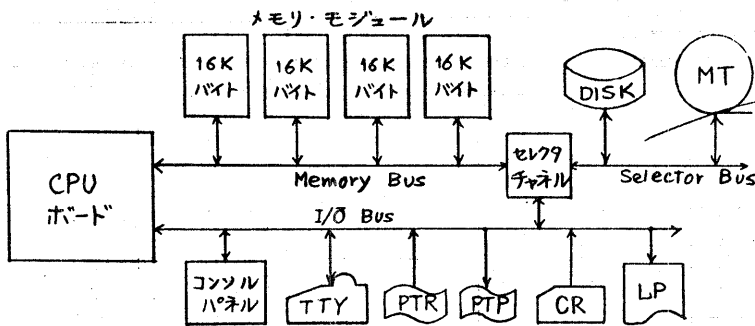 メモリ・モジュール
16K
バイト
16K
バイト
16K
バイト
16K
バイト
DISK
MT
CPU
ボード
セレクタ
チャネル
Memory Bus
Selector Bus
I/O Bus
コンソル
パネル
TTY
PTR
PTP
CR
LP